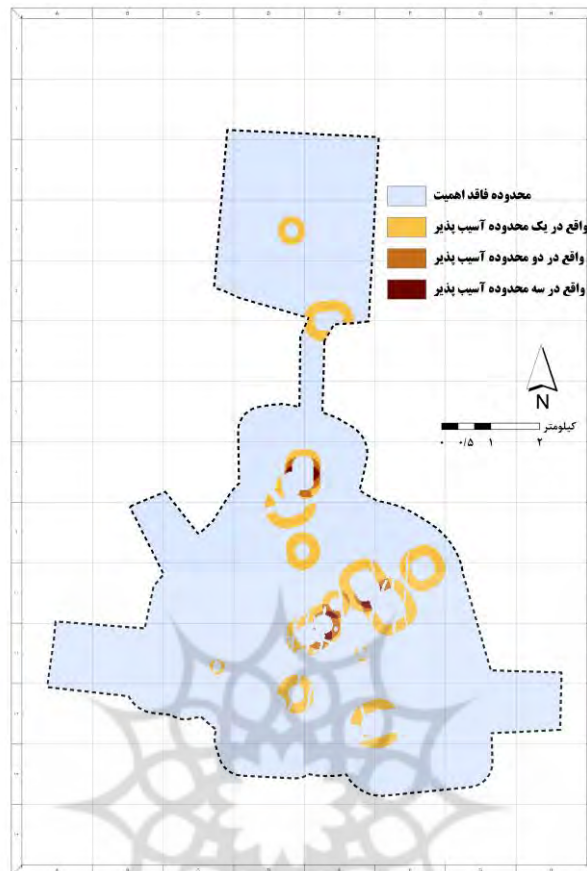 محدوده فاقد اهمیت
واقع در یک محدوده آسیب پذیر
واقع در دو محدوده آسیب پذیر
واقع در سه محدوده آسیب پذیر
N
کیلومتر
۰ ۰/۵ ۱ ۲